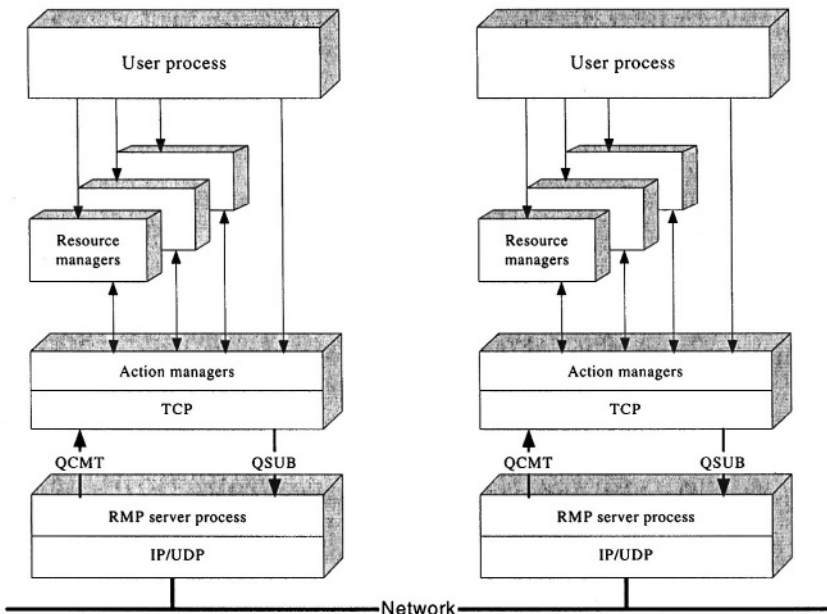 User process
Resource
managers
Action managers
TCP
QCMT
QSUB
RMP server process
IP/UDP
User process
Resource
managers
Action managers
TCP
QCMT
QSUB
RMP server process
IP/UDP
Network